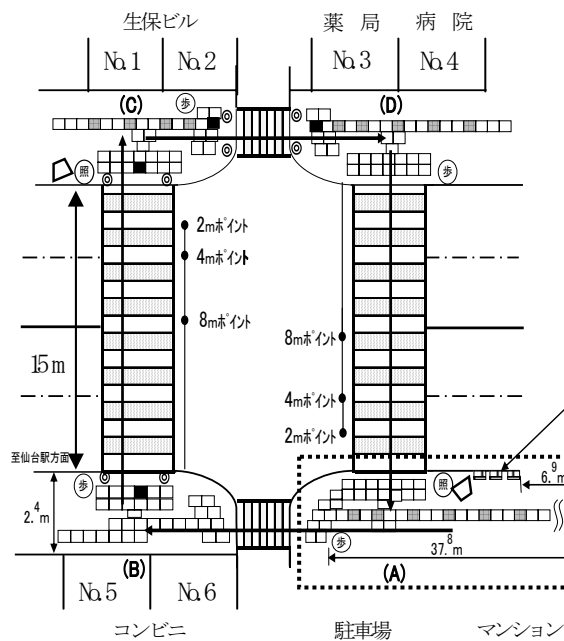 生保ビル
薬 局 病 院
No.1 No.2 No.3 No.4
(C) 歩 (D)
照 歩
2mポイント
4mポイント
8mポイント
8mポイント
15m
4mポイント
2mポイント
至仙台駅方面
歩 照 6.9
2.4m
歩 37.8m
(B) (A)
No.5 No.6
コンビニ 駐車場 マンション